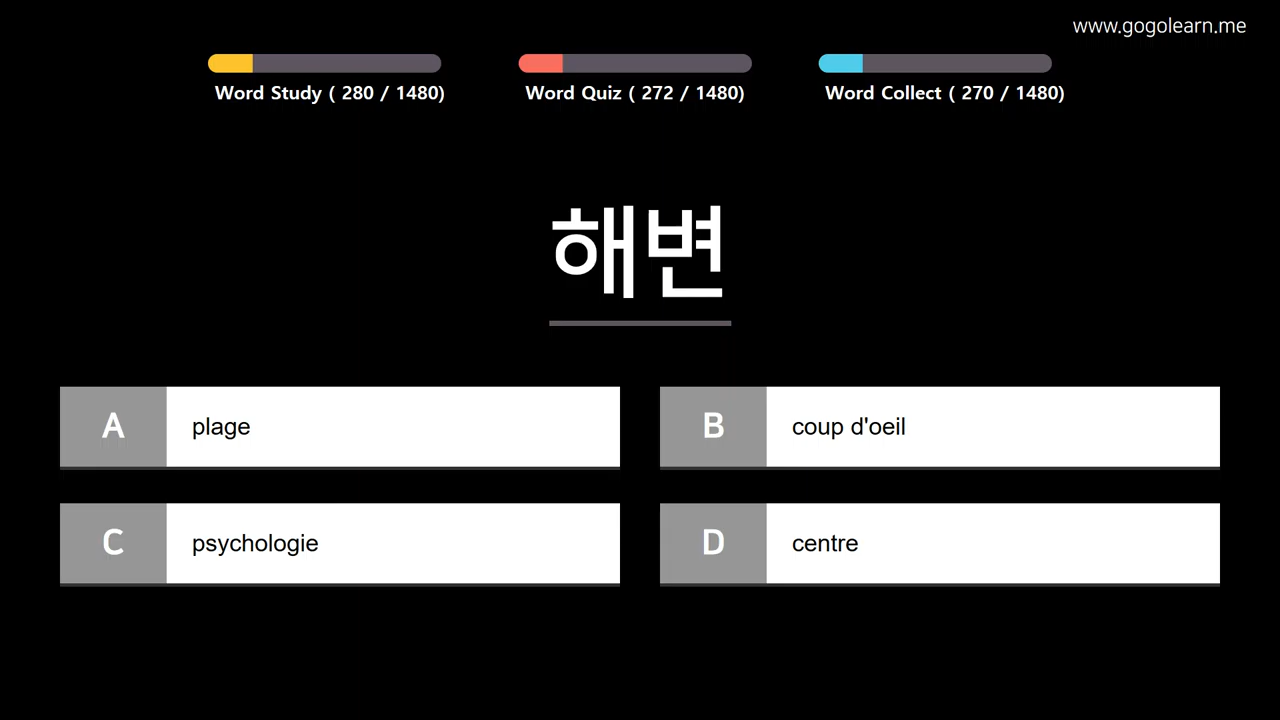 www.gogolearn.me
Word Study ( 280 / 1480)
Word Quiz ( 272 / 1480)
Word Collect ( 270 / 1480)
해변
A plage
B coup d'oeil
C psychologie
D centre